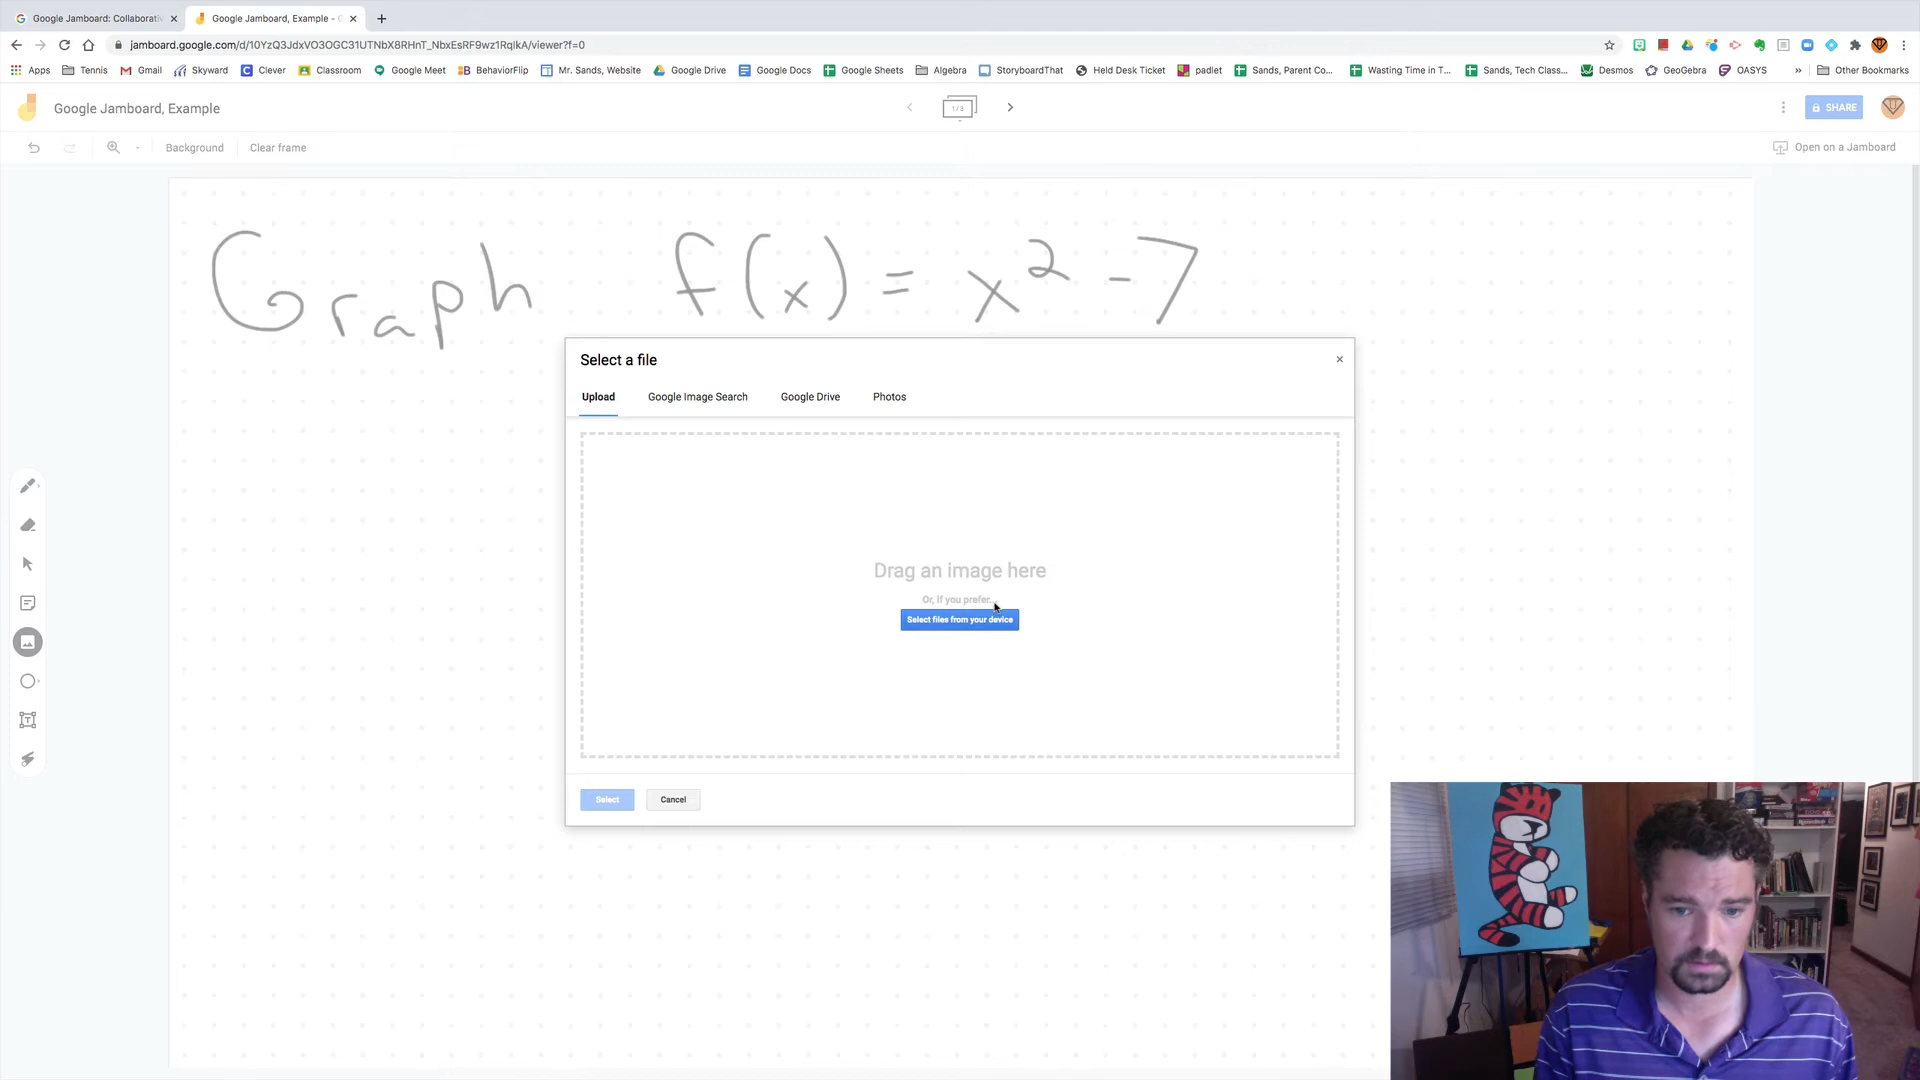 Google Jamboard: Collaborativ
Google Jamboard, Example - G
jamboard.google.com/d/10YzQ3JdxVO3OGC31UTNbX8RHnT_NbxEsRF9wz1RqlkA/viewer?f=0
Apps Tennis Gmail Skyward Clever Classroom Google Meet BehaviorFlip Mr. Sands, Website Google Drive Google Docs Google Sheets Algebra StoryboardThat Held Desk Ticket padlet Sands, Parent Co... Wasting Time in T... Sands, Tech Class... Desmos GeoGebra OASYS » Other Bookmarks
Google Jamboard, Example
1 / 3
SHARE
Background Clear frame
Open on a Jamboard
Graph f(x) = x² - 7
Select a file
Upload Google Image Search Google Drive Photos
Drag an image here
Or, if you prefer...
Select files from your device
Select Cancel